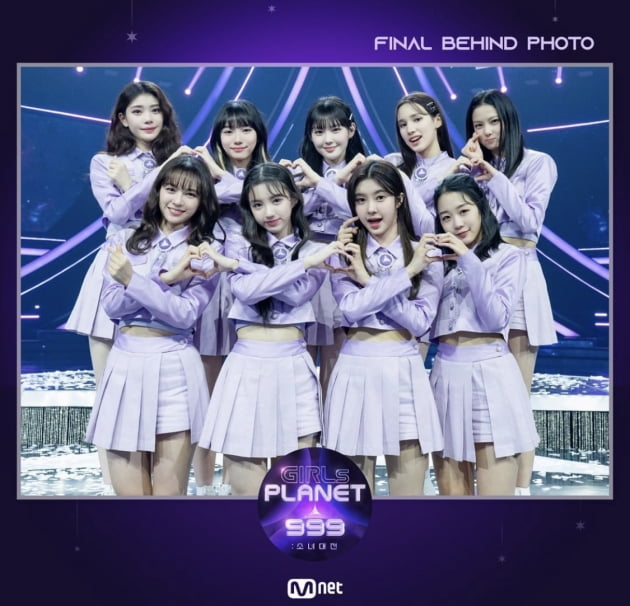 FINAL BEHIND PHOTO
GIRLS
PLANET
999
:소녀대전
Mnet